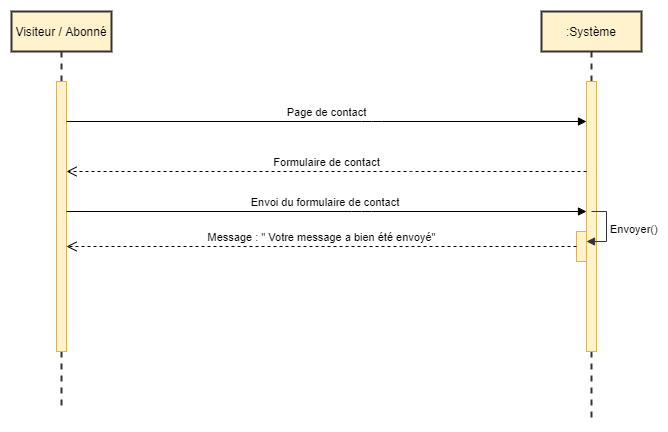 Visiteur / Abonné
:Système
Page de contact
Formulaire de contact
Envoi du formulaire de contact
Envoyer()
Message : " Votre message a bien été envoyé"